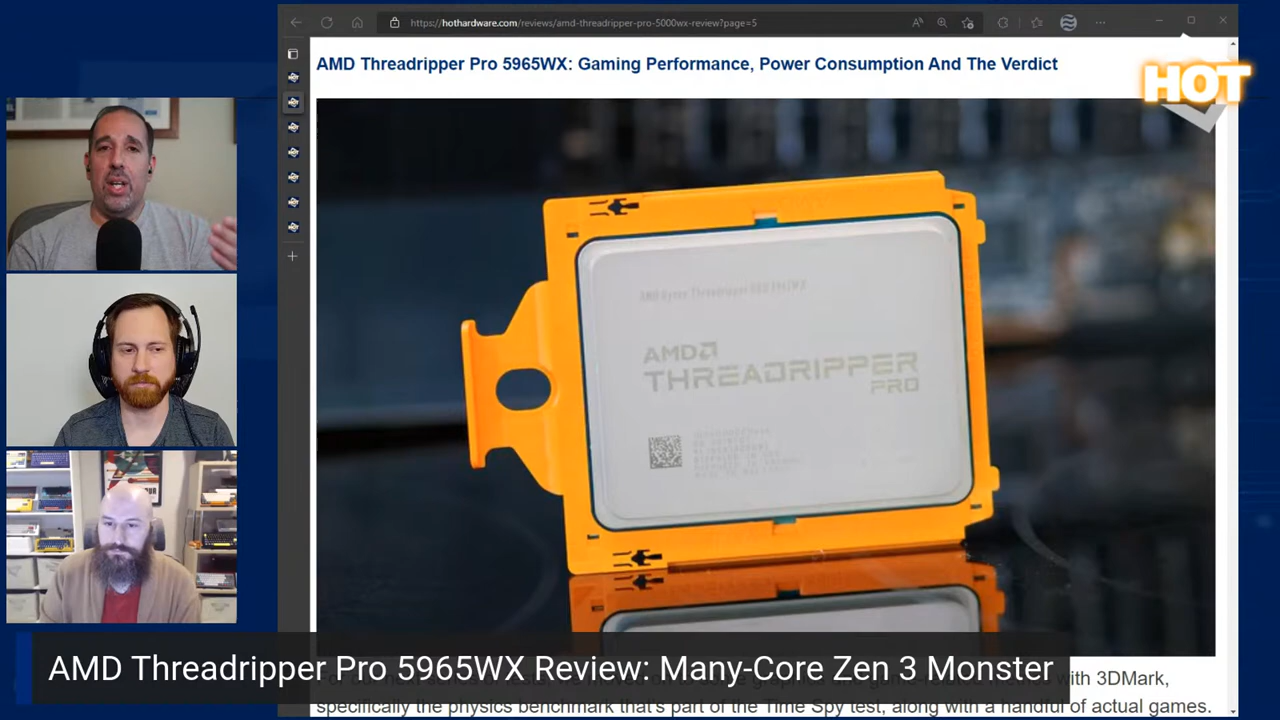 https://hothardware.com/reviews/amd-threadripper-pro-5000wx-review?page=5
AMD Threadripper Pro 5965WX: Gaming Performance, Power Consumption And The Verdict
HOT
AMD
THREADRIPPER
PRO
AMD Threadripper Pro 5965WX Review: Many-Core Zen 3 Monster
with 3DMark,
specifically the physics benchmark that's part of the Time Spy test, along with a handful of actual games.